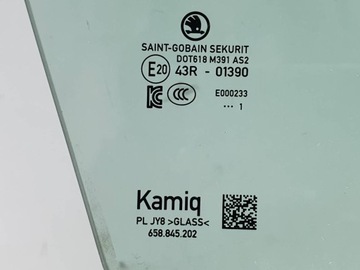 SAINT-GOBAIN SEKURIT
DOT618 M391 AS2
E20 43R - 01390
E000233
... 1
Kamiq
PL JY8 >GLASS<
658.845.202